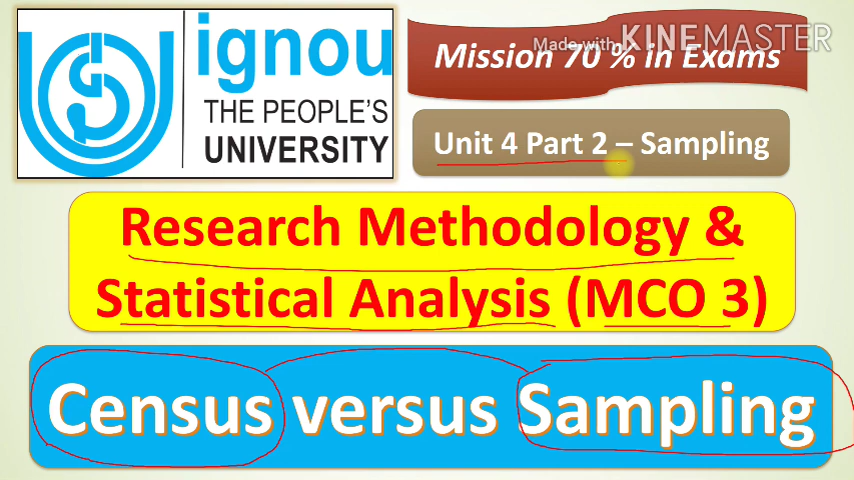 ignou
THE PEOPLE'S
UNIVERSITY
Made with KINEMASTER
Mission 70 % in Exams
Unit 4 Part 2 – Sampling
Research Methodology &
Statistical Analysis (MCO 3)
Census versus Sampling